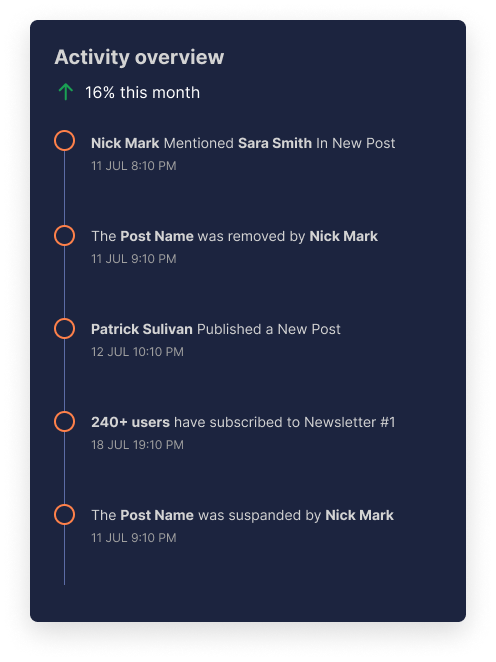 Activity overview
16% this month
Nick Mark Mentioned Sara Smith In New Post
11 JUL 8:10 PM
The Post Name was removed by Nick Mark
11 JUL 9:10 PM
Patrick Sulivan Published a New Post
12 JUL 10:10 PM
240+ users have subscribed to Newsletter #1
18 JUL 19:10 PM
The Post Name was suspanded by Nick Mark
11 JUL 9:10 PM